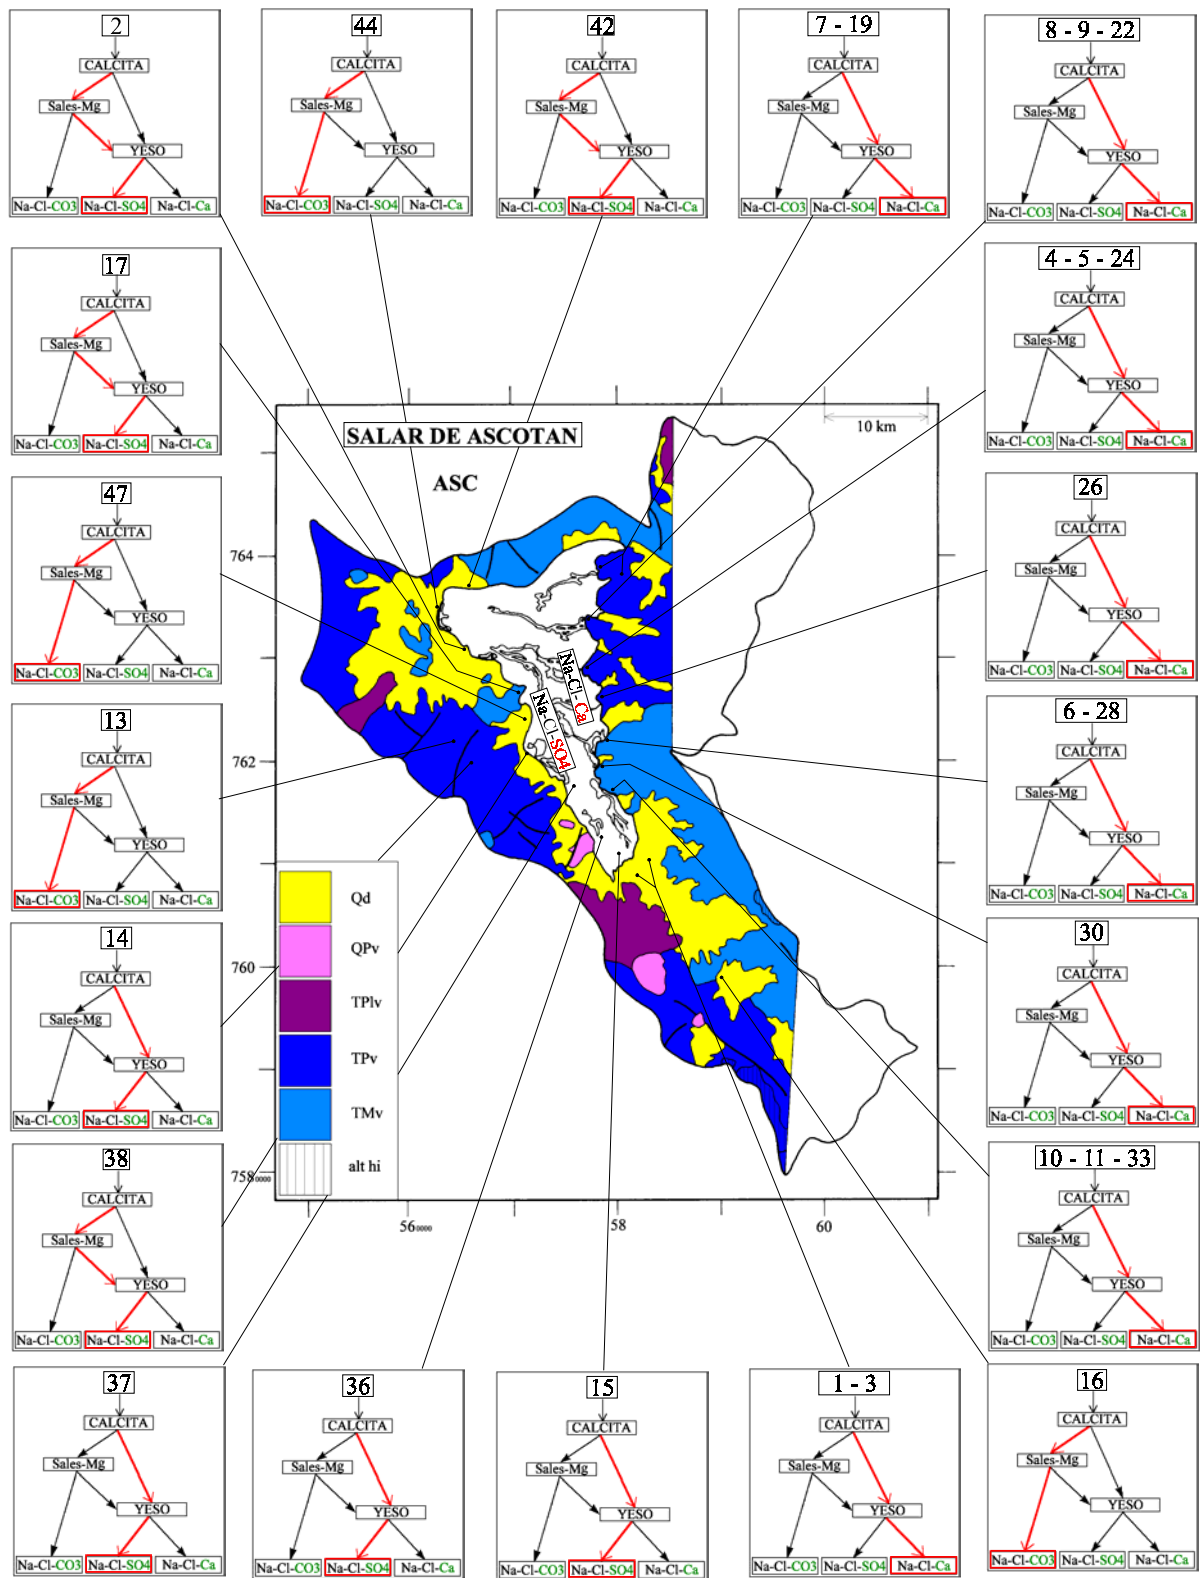 2
CALCITA
Sales-Mg
YESO
Na-Cl-CO3 Na-Cl-SO4 Na-Cl-Ca
44
CALCITA
Sales-Mg
YESO
Na-Cl-CO3 Na-Cl-SO4 Na-Cl-Ca
42
CALCITA
Sales-Mg
YESO
Na-Cl-CO3 Na-Cl-SO4 Na-Cl-Ca
7 - 19
CALCITA
Sales-Mg
YESO
Na-Cl-CO3 Na-Cl-SO4 Na-Cl-Ca
8 - 9 - 22
CALCITA
Sales-Mg
YESO
Na-Cl-CO3 Na-Cl-SO4 Na-Cl-Ca
17
CALCITA
Sales-Mg
YESO
Na-Cl-CO3 Na-Cl-SO4 Na-Cl-Ca
4 - 5 - 24
CALCITA
Sales-Mg
YESO
Na-Cl-CO3 Na-Cl-SO4 Na-Cl-Ca
47
CALCITA
Sales-Mg
YESO
Na-Cl-CO3 Na-Cl-SO4 Na-Cl-Ca
26
CALCITA
Sales-Mg
YESO
Na-Cl-CO3 Na-Cl-SO4 Na-Cl-Ca
13
CALCITA
Sales-Mg
YESO
Na-Cl-CO3 Na-Cl-SO4 Na-Cl-Ca
6 - 28
CALCITA
Sales-Mg
YESO
Na-Cl-CO3 Na-Cl-SO4 Na-Cl-Ca
14
CALCITA
Sales-Mg
YESO
Na-Cl-CO3 Na-Cl-SO4 Na-Cl-Ca
30
CALCITA
Sales-Mg
YESO
Na-Cl-CO3 Na-Cl-SO4 Na-Cl-Ca
38
CALCITA
Sales-Mg
YESO
Na-Cl-CO3 Na-Cl-SO4 Na-Cl-Ca
10 - 11 - 33
CALCITA
Sales-Mg
YESO
Na-Cl-CO3 Na-Cl-SO4 Na-Cl-Ca
SALAR DE ASCOTAN
ASC
10 km
764
762
760
758 0000
56 0000
58
60
Na-Cl-Ca
Na-Cl-SO4
Qd
QPv
TPlv
TPv
TMv
alt hi
37
CALCITA
Sales-Mg
YESO
Na-Cl-CO3 Na-Cl-SO4 Na-Cl-Ca
36
CALCITA
Sales-Mg
YESO
Na-Cl-CO3 Na-Cl-SO4 Na-Cl-Ca
15
CALCITA
Sales-Mg
YESO
Na-Cl-CO3 Na-Cl-SO4 Na-Cl-Ca
1 - 3
CALCITA
Sales-Mg
YESO
Na-Cl-CO3 Na-Cl-SO4 Na-Cl-Ca
16
CALCITA
Sales-Mg
YESO
Na-Cl-CO3 Na-Cl-SO4 Na-Cl-Ca